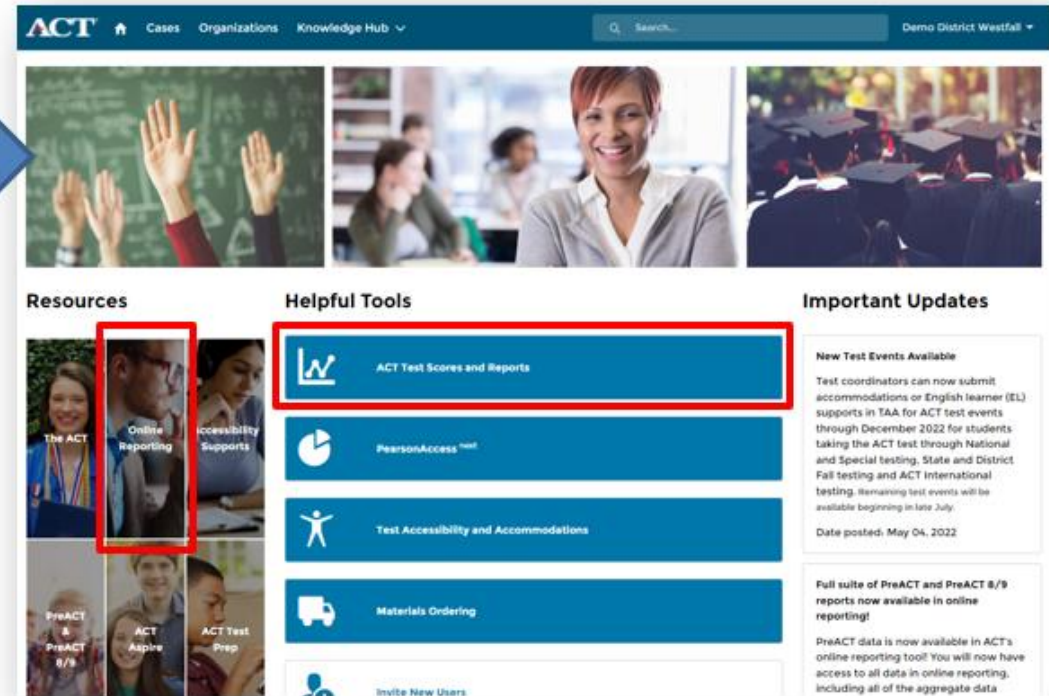 ACT Cases Organizations Knowledge Hub Search... Demo District Westfall
Resources
The ACT
Online
Reporting
Accessibility
Supports
PreACT
&
PreACT
8/9
ACT
Aspire
ACT Test
Prep
Helpful Tools
ACT Test Scores and Reports
PearsonAccess next
Test Accessibility and Accommodations
Materials Ordering
Invite New Users
Important Updates
New Test Events Available
Test coordinators can now submit
accommodations or English learner (EL)
supports in TAA for ACT test events
through December 2022 for students
taking the ACT test through National
and Special testing, State and District
Fall testing and ACT International
testing. Remaining test events will be
available beginning in late July.
Date posted: May 04, 2022
Full suite of PreACT and PreACT 8/9
reports now available in online
reporting!
PreACT data is now available in ACT's
online reporting tool! You will now have
access to all data in online reporting,
including all of the aggregate data